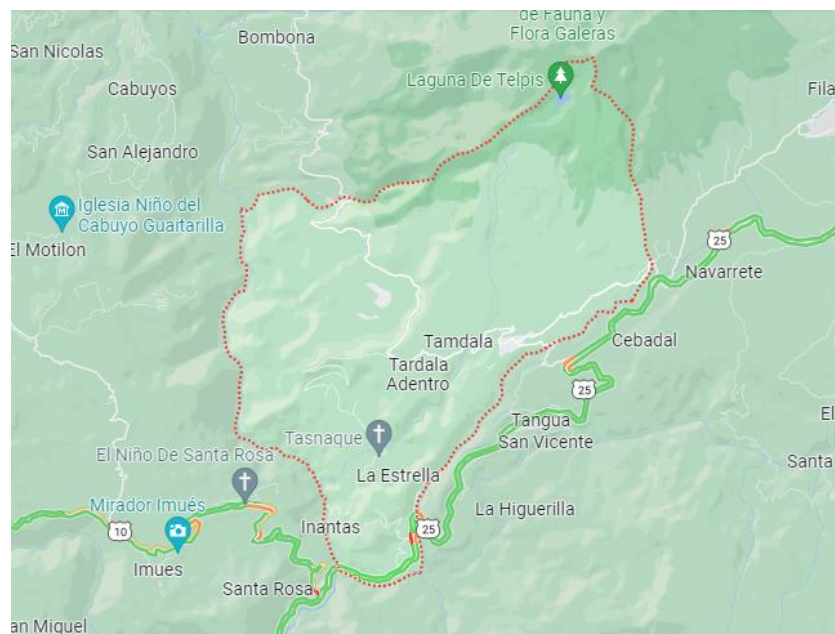 de Fauna y
Flora Galeras
Bombona
San Nicolas
Laguna De Telpis
Cabuyos
Fila
San Alejandro
Iglesia Niño del
Cabuyo Guaitarilla
El Motilon
25
Navarrete
Tamdala
Cebadal
Tardala
Adentro
25
Tangua
San Vicente
El
Tasnaque
El Niño De Santa Rosa
Santa
La Estrella
Mirador Imués
La Higuerilla
10
Inantas
25
Imues
Santa Rosa
an Miguel